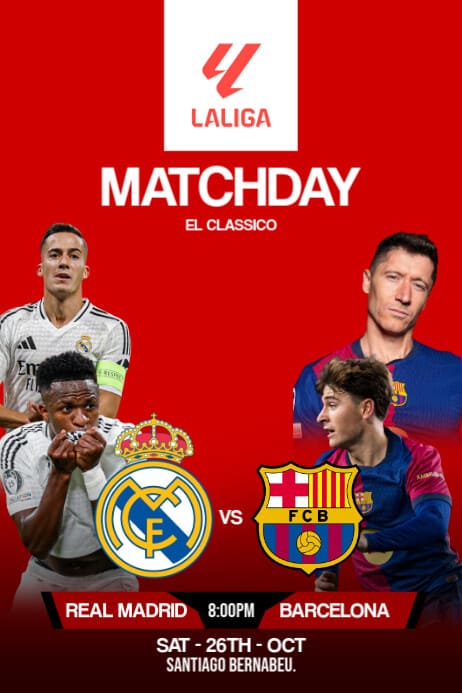 LALIGA
MATCHDAY
EL CLASSICO
FCB
VS
REAL MADRID
8:00PM
BARCELONA
SAT - 26TH - OCT
SANTIAGO BERNABEU.